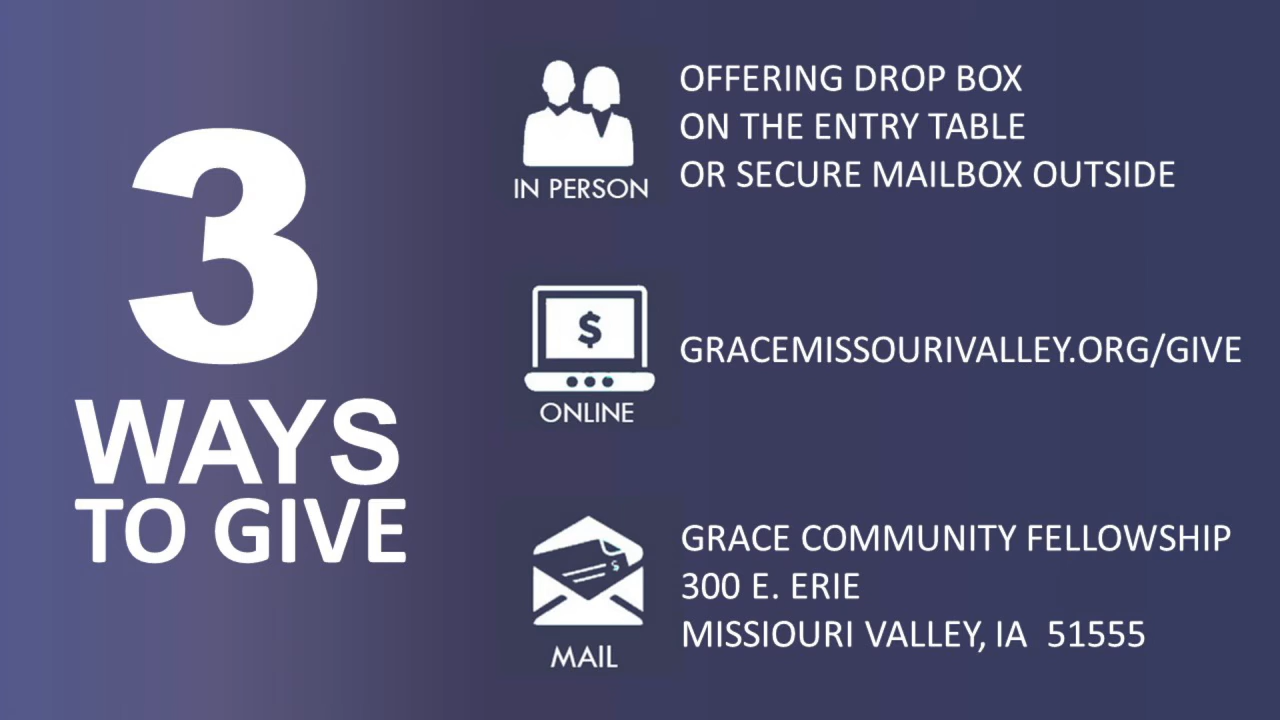 3
WAYS
TO GIVE
IN PERSON
OFFERING DROP BOX
ON THE ENTRY TABLE
OR SECURE MAILBOX OUTSIDE
$
ONLINE
GRACEMISSOURIVALLEY.ORG/GIVE
$
MAIL
GRACE COMMUNITY FELLOWSHIP
300 E. ERIE
MISSIOURI VALLEY, IA  51555